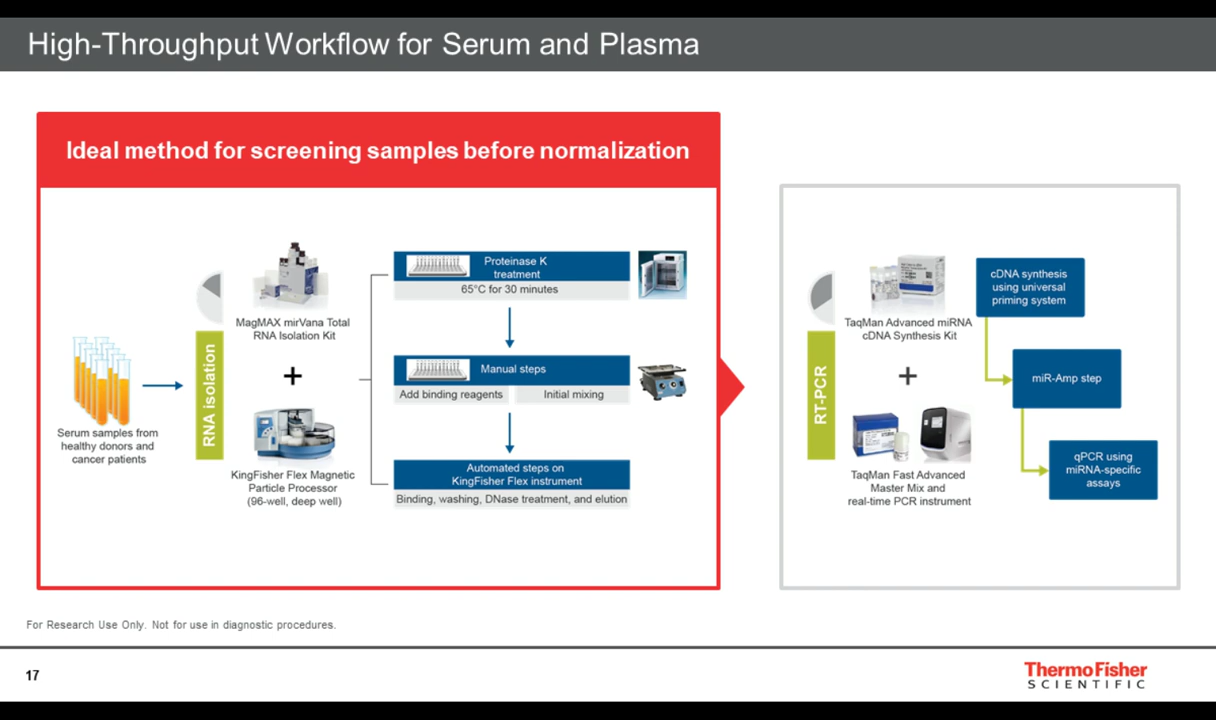 High-Throughput Workflow for Serum and Plasma
Ideal method for screening samples before normalization
Serum samples from
healthy donors and
cancer patients
RNA isolation
MagMAX mirVana Total
RNA Isolation Kit
+
KingFisher Flex Magnetic
Particle Processor
(96-well, deep well)
Proteinase K
treatment
65°C for 30 minutes
Manual steps
Add binding reagents
Initial mixing
Automated steps on
KingFisher Flex instrument
Binding, washing, DNase treatment, and elution
RT-PCR
TaqMan Advanced miRNA
cDNA Synthesis Kit
+
TaqMan Fast Advanced
Master Mix and
real-time PCR instrument
cDNA synthesis
using universal
priming system
miR-Amp step
qPCR using
miRNA-specific
assays
For Research Use Only. Not for use in diagnostic procedures.
17
ThermoFisher
SCIENTIFIC